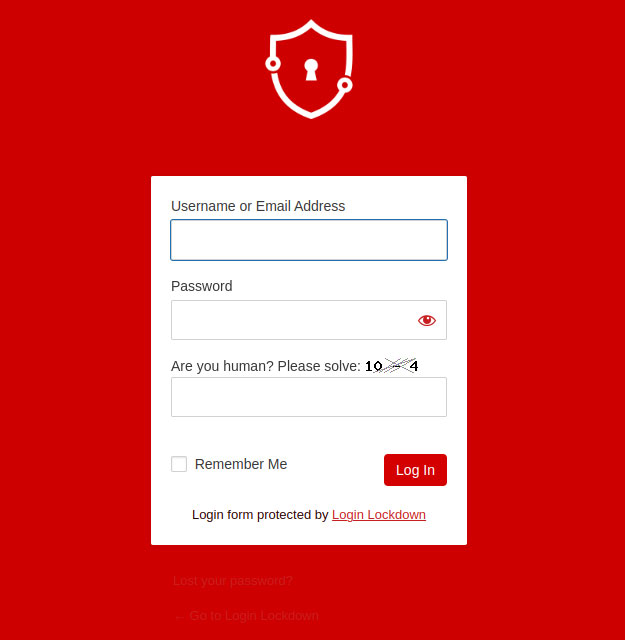 Username or Email Address
Password
Are you human? Please solve: 10 - 4
Remember Me
Log In
Login form protected by Login Lockdown
Lost your password?
← Go to Login Lockdown